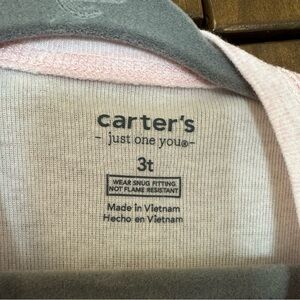 carter's
- just one you® -
3t
WEAR SNUG FITTING
NOT FLAME RESISTANT
Made in Vietnam
Hecho en Vietnam